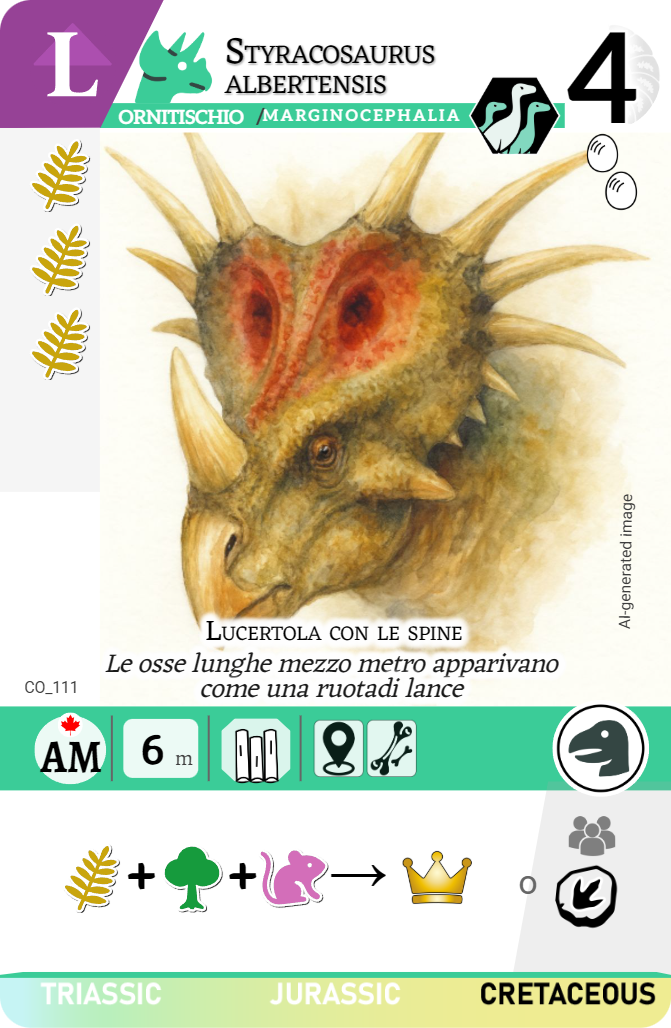 L
Styracosaurus
albertensis
4
ORNITISCHIO / MARGINOCEPHALIA
AI-generated image
Lucertola con le spine
Le osse lunghe mezzo metro apparivano
come una ruotadi lance
CO_111
AM
6 m
+ + → o
TRIASSIC JURASSIC CRETACEOUS